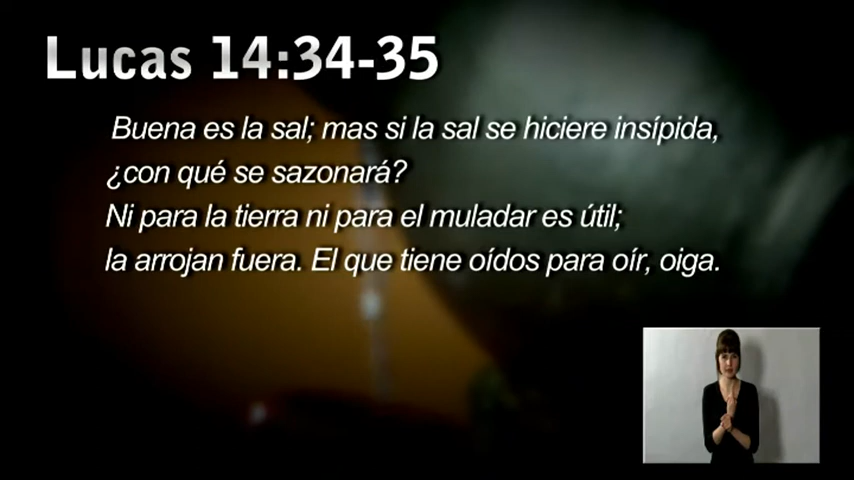 Lucas 14:34-35
Buena es la sal; mas si la sal se hiciere insípida,
¿con qué se sazonará?
Ni para la tierra ni para el muladar es útil;
la arrojan fuera. El que tiene oídos para oír, oiga.